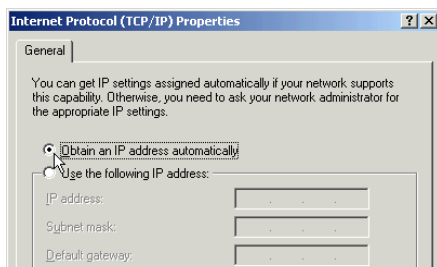 Internet Protocol (TCP/IP) Properties
General
You can get IP settings assigned automatically if your network supports
this capability. Otherwise, you need to ask your network administrator for
the appropriate IP settings.
Obtain an IP address automatically
Use the following IP address:
IP address:
Subnet mask:
Default gateway: